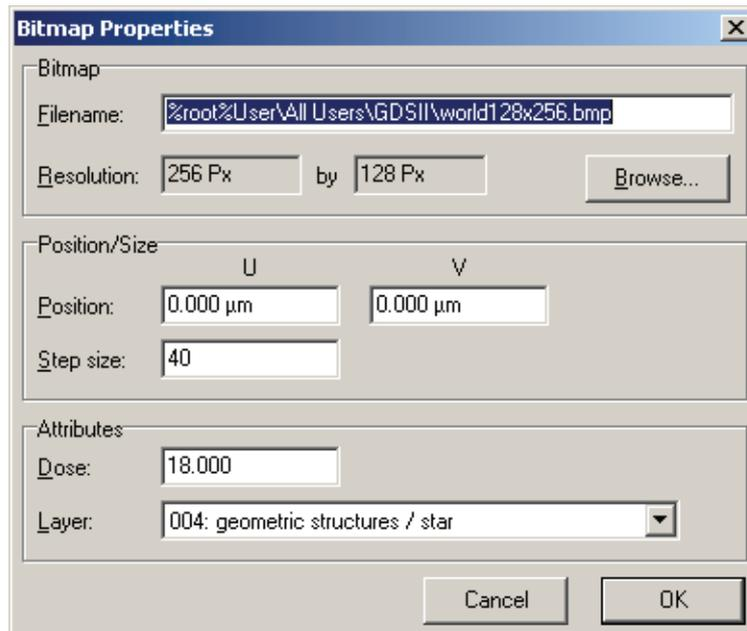 Bitmap Properties
Bitmap
Filename: %root%User\All Users\GDSII\world128x256.bmp
Resolution: 256 Px by 128 Px Browse...
Position/Size
U V
Position: 0.000 µm 0.000 µm
Step size: 40
Attributes
Dose: 18.000
Layer: 004: geometric structures / star
Cancel OK